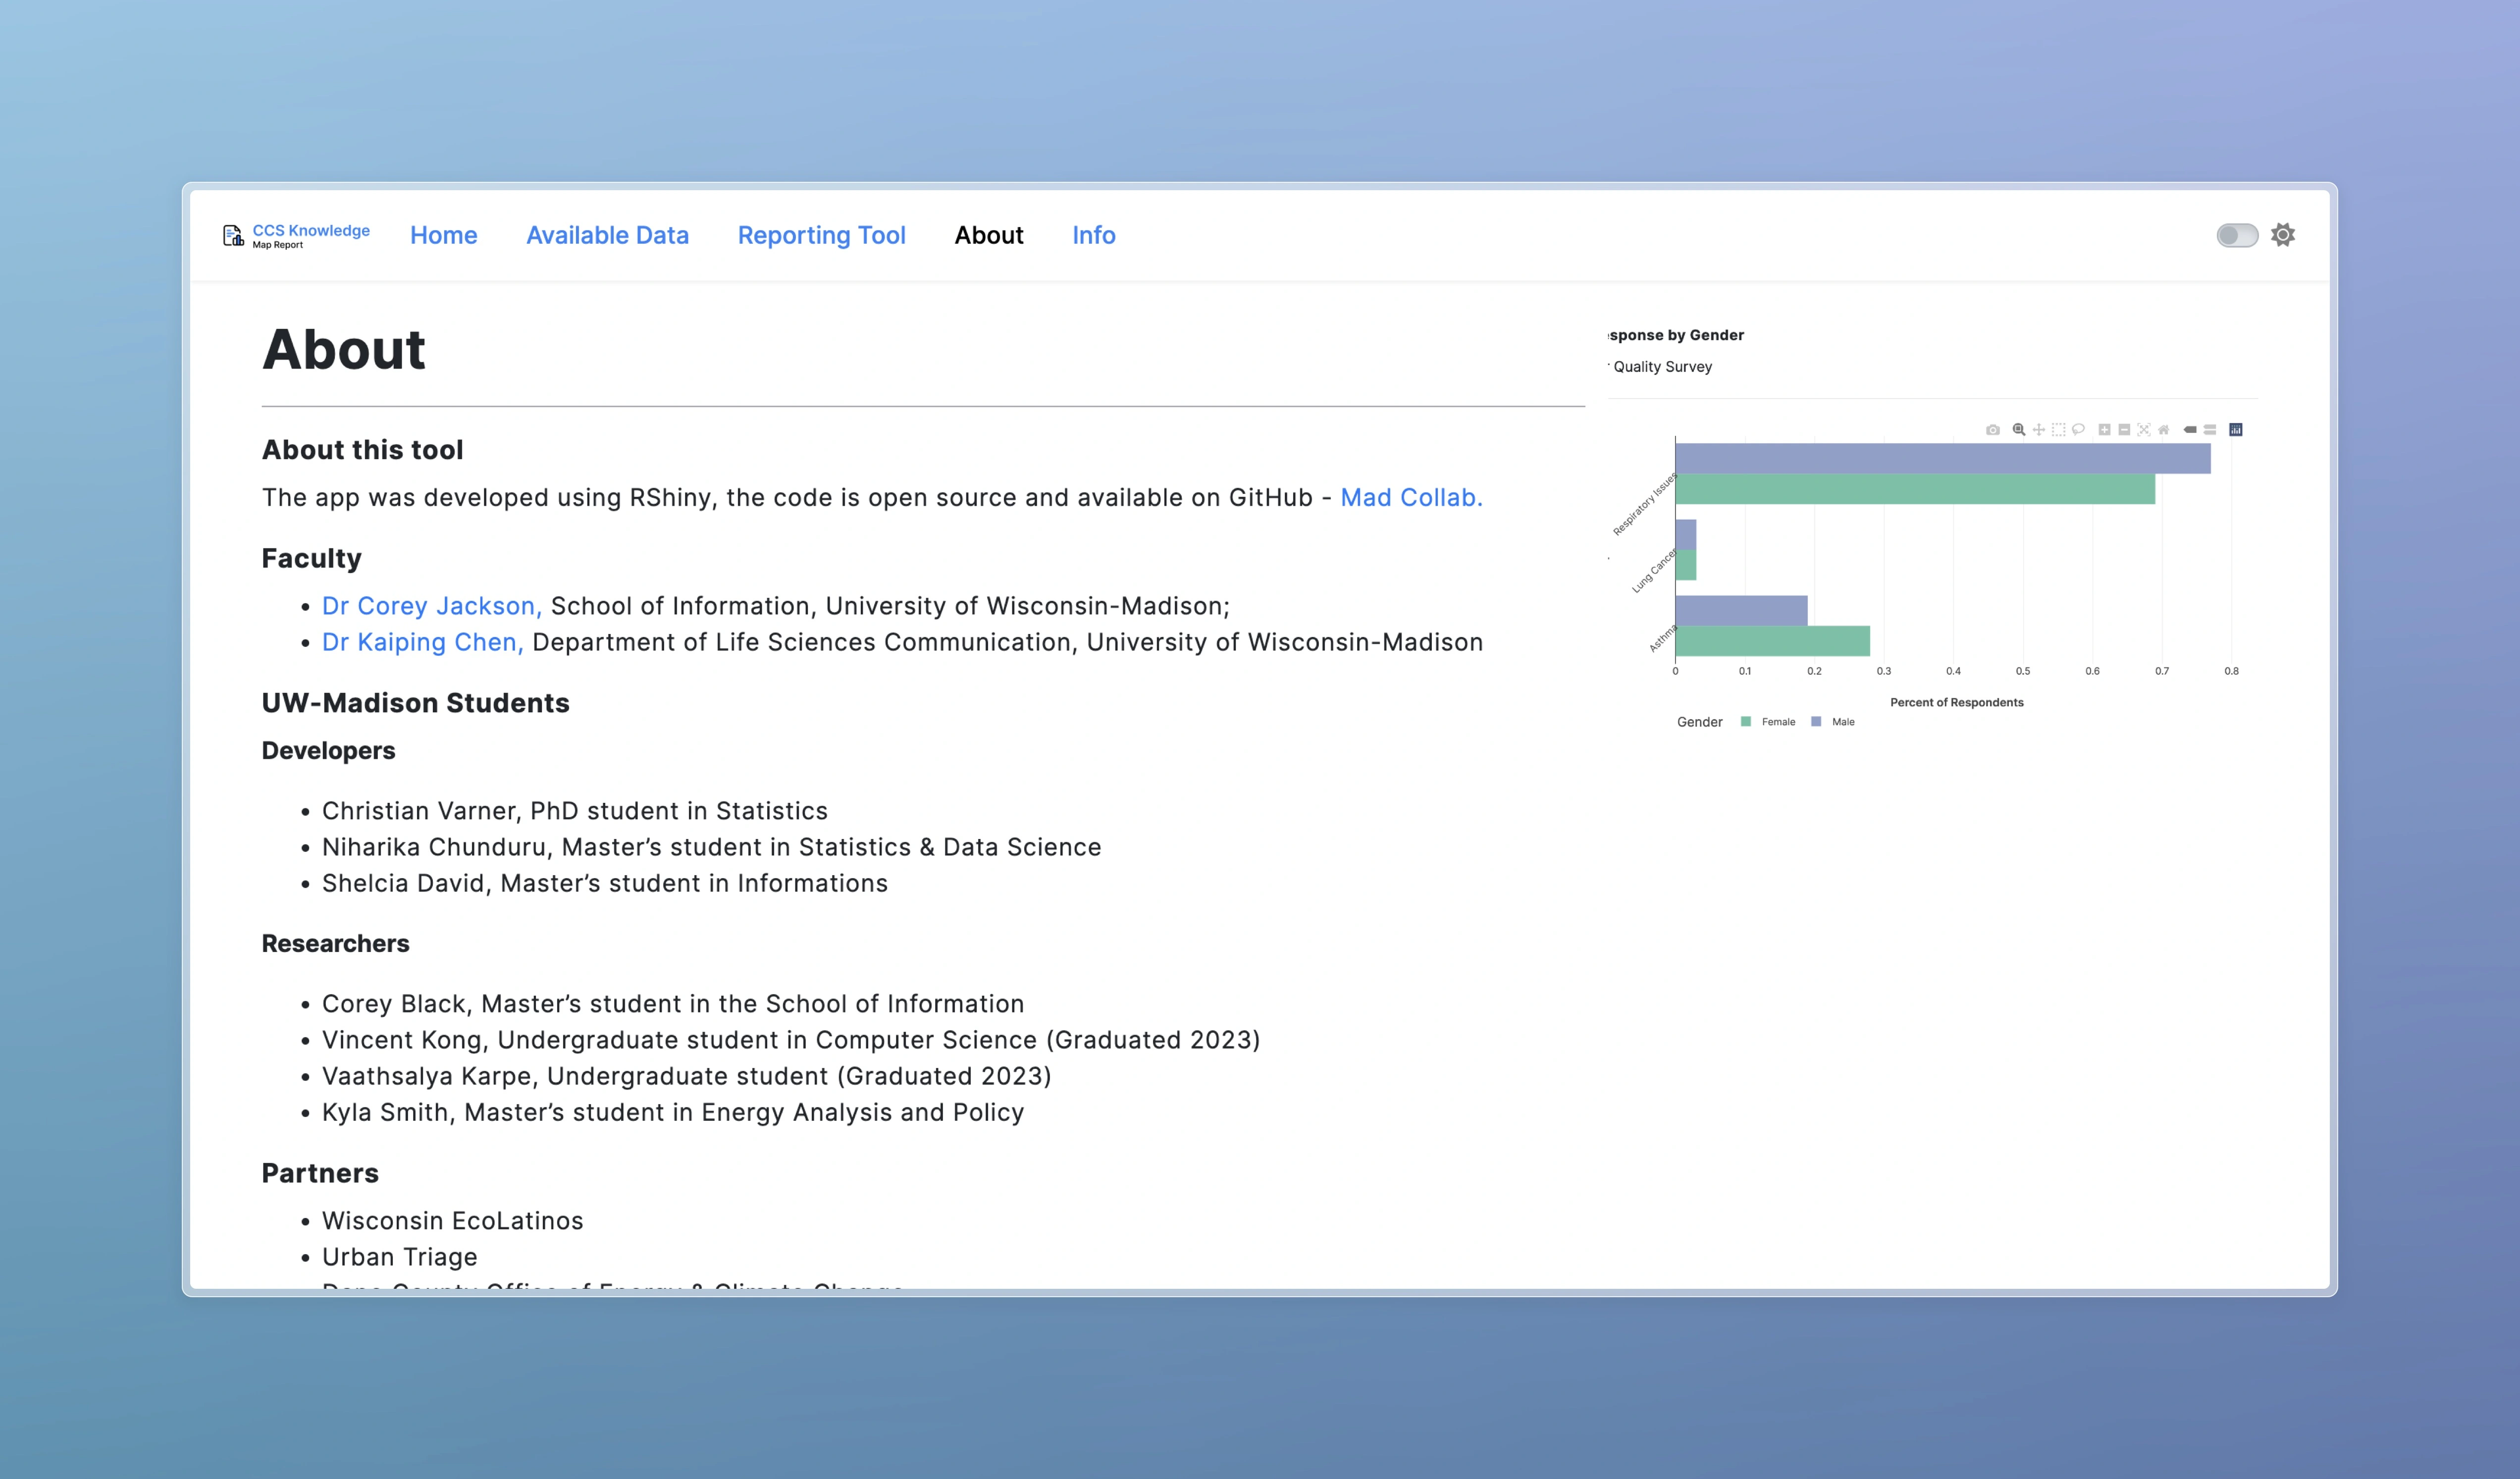 CCS Knowledge
Map Report
Home
Available Data
Reporting Tool
About
Info
About
About this tool
The app was developed using RShiny, the code is open source and available on GitHub - Mad Collab.
Faculty
• Dr Corey Jackson, School of Information, University of Wisconsin-Madison;
• Dr Kaiping Chen, Department of Life Sciences Communication, University of Wisconsin-Madison
UW-Madison Students
Developers
• Christian Varner, PhD student in Statistics
• Niharika Chunduru, Master’s student in Statistics & Data Science
• Shelcia David, Master’s student in Informations
Researchers
• Corey Black, Master’s student in the School of Information
• Vincent Kong, Undergraduate student in Computer Science (Graduated 2023)
• Vaathsalya Karpe, Undergraduate student (Graduated 2023)
• Kyla Smith, Master’s student in Energy Analysis and Policy
Partners
• Wisconsin EcoLatinos
• Urban Triage
• Dane County Office of Energy & Climate Change
sponse by Gender
Quality Survey
Respiratory Issues
Lung Cancer
Asthma
0 0.1 0.2 0.3 0.4 0.5 0.6 0.7 0.8
Percent of Respondents
Gender Female Male